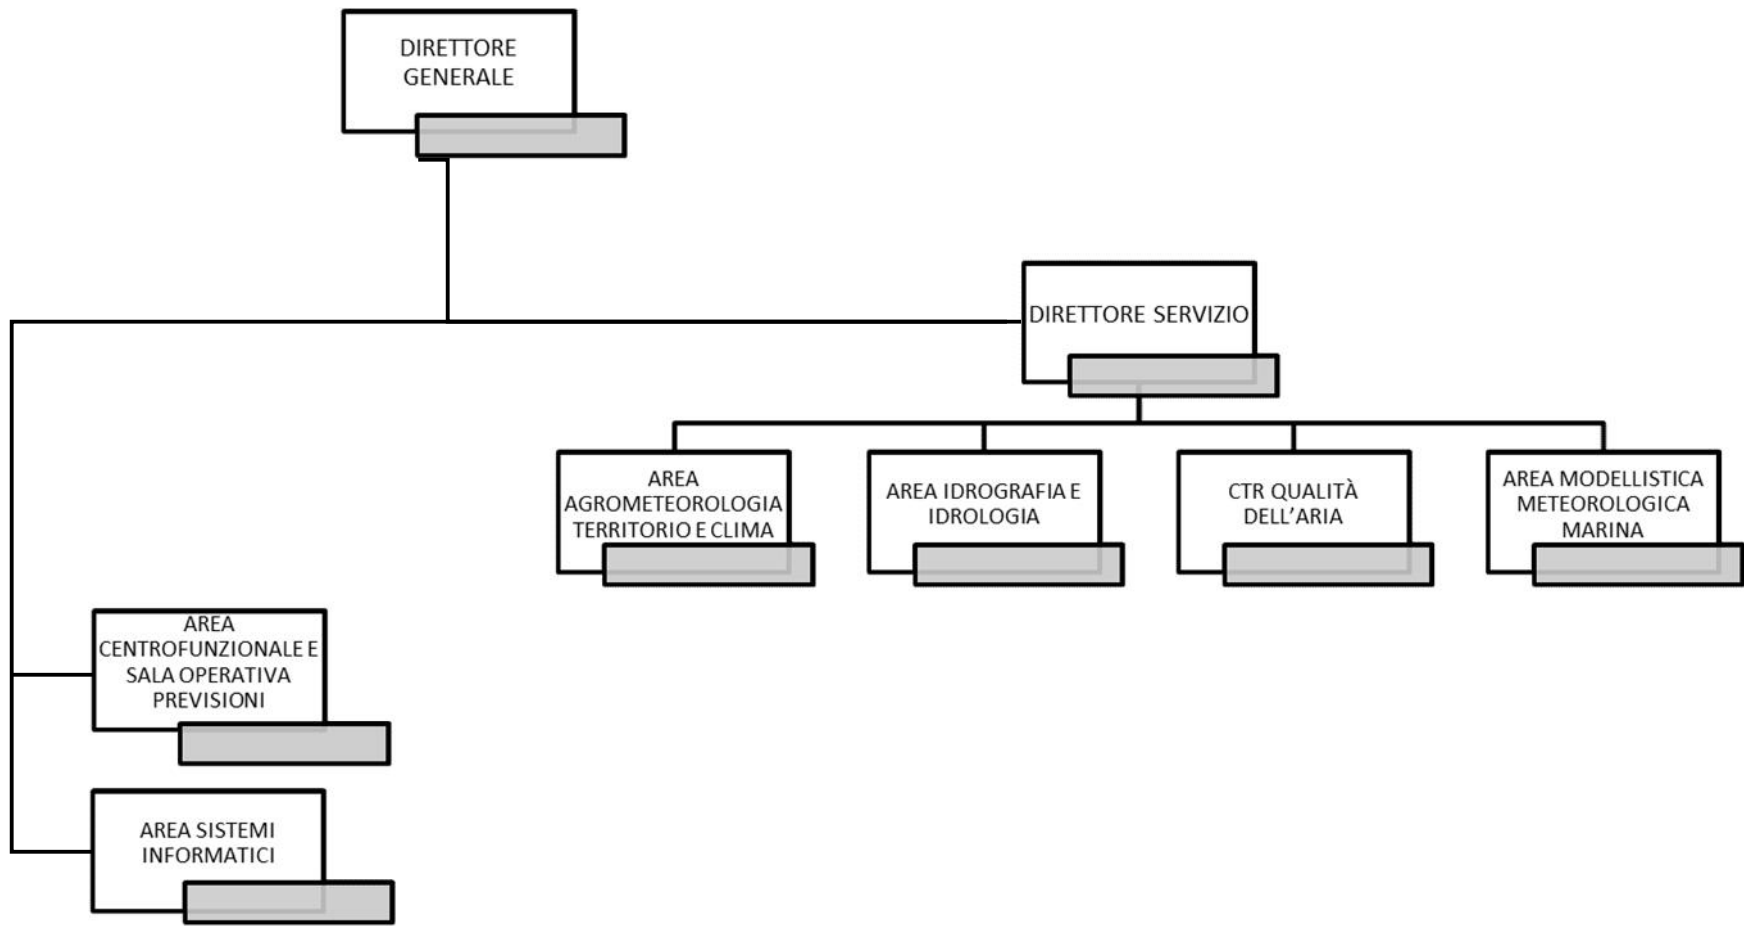 DIRETTORE
GENERALE
DIRETTORE SERVIZIO
AREA
AGROMETEOROLOGIA
TERRITORIO E CLIMA
AREA IDROGRAFIA E
IDROLOGIA
CTR QUALITÀ
DELL'ARIA
AREA MODELLISTICA
METEOROLOGICA
MARINA
AREA
CENTROFUNZIONALE E
SALA OPERATIVA
PREVISIONI
AREA SISTEMI
INFORMATICI